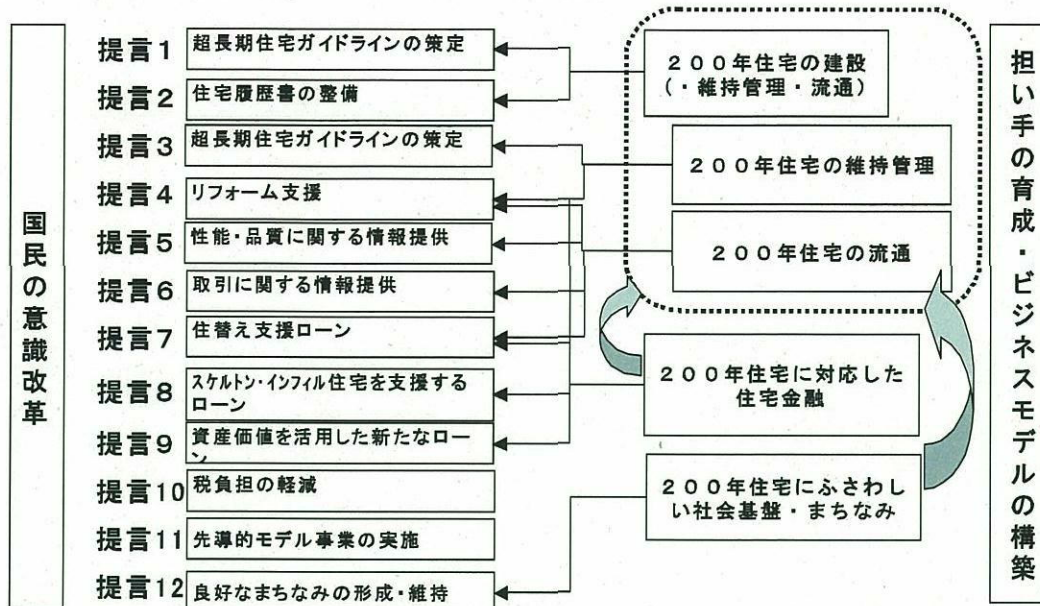 国民の意識改革
提言1
超長期住宅ガイドラインの策定
提言2
住宅履歴書の整備
提言3
超長期住宅ガイドラインの策定
提言4
リフォーム支援
提言5
性能・品質に関する情報提供
提言6
取引に関する情報提供
提言7
住替え支援ローン
提言8
スケルトン・インフィル住宅を支援する
ローン
提言9
資産価値を活用した新たなロー
ン
提言10
税負担の軽減
提言11
先導的モデル事業の実施
提言12
良好なまちなみの形成・維持
200年住宅の建設
(・維持管理・流通)
200年住宅の維持管理
200年住宅の流通
200年住宅に対応した
住宅金融
200年住宅にふさわし
い社会基盤・まちなみ
担い手の育成・ビジネスモデルの構築